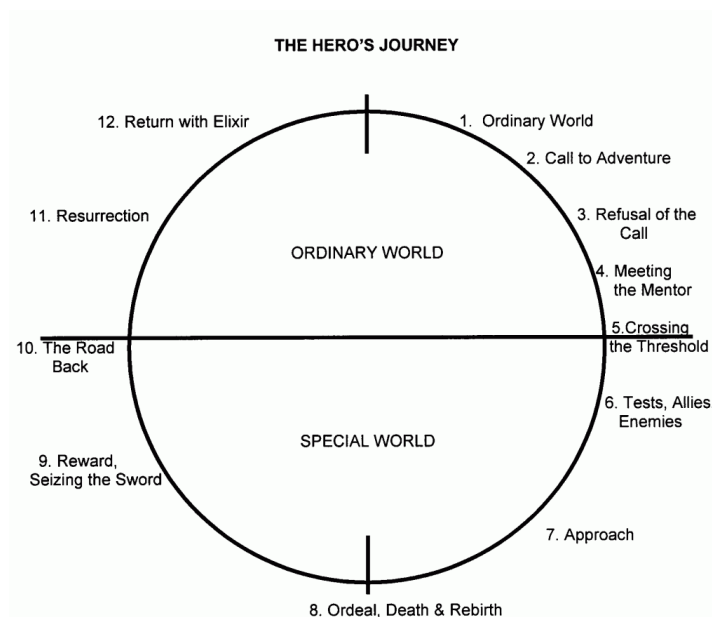 THE HERO'S JOURNEY
12. Return with Elixir
1. Ordinary World
2. Call to Adventure
11. Resurrection
3. Refusal of the
Call
ORDINARY WORLD
4. Meeting
the Mentor
5.Crossing
the Threshold
10. The Road
Back
6. Tests, Allies
Enemies
SPECIAL WORLD
9. Reward,
Seizing the Sword
7. Approach
8. Ordeal, Death & Rebirth